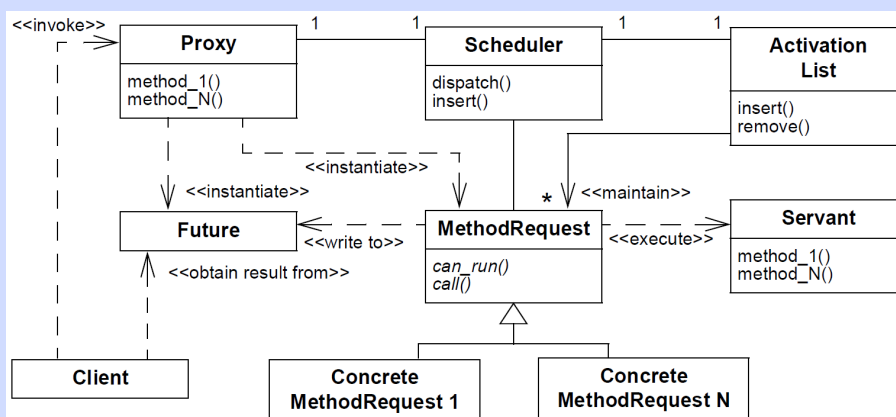 <<invoke>>
1
1
1
1
Proxy
Scheduler
Activation
List
method_1()
method_N()
dispatch()
insert()
insert()
remove()
<<instantiate>>
<<instantiate>>
*
<<maintain>>
Future
MethodRequest
Servant
<<write to>>
<<execute>>
<<obtain result from>>
can_run()
call()
method_1()
method_N()
Client
Concrete
MethodRequest 1
Concrete
MethodRequest N